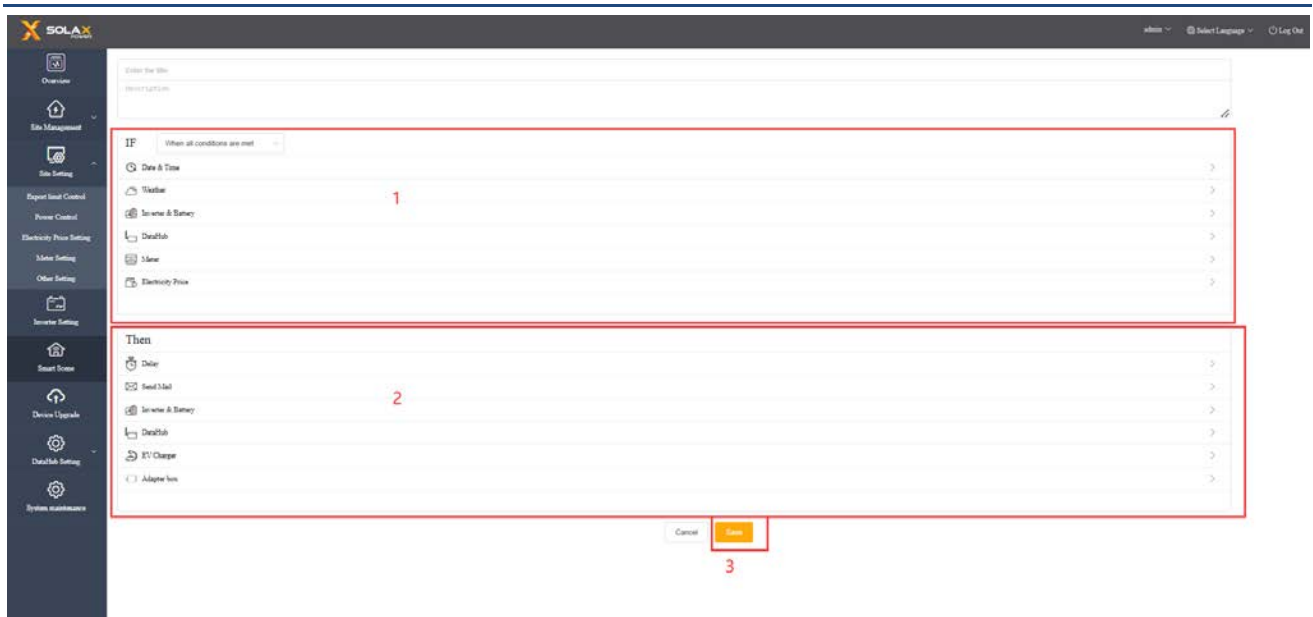 SOLAX
POWER
admin
Select Language
Log Out
Overview
Site Management
Site Setting
Export limit Control
Power Control
Electricity Price Setting
Meter Setting
Other Setting
Inverter Setting
Smart Scene
Device Upgrade
DataHub Setting
System maintenance
Enter the title
Description
IF When all conditions are met
Date & Time
Weather
Inverter & Battery
DataHub
Meter
Electricity Price
1
Then
Delay
Send Mail
Inverter & Battery
DataHub
EV Charger
Adapter box
2
Cancel Save
3